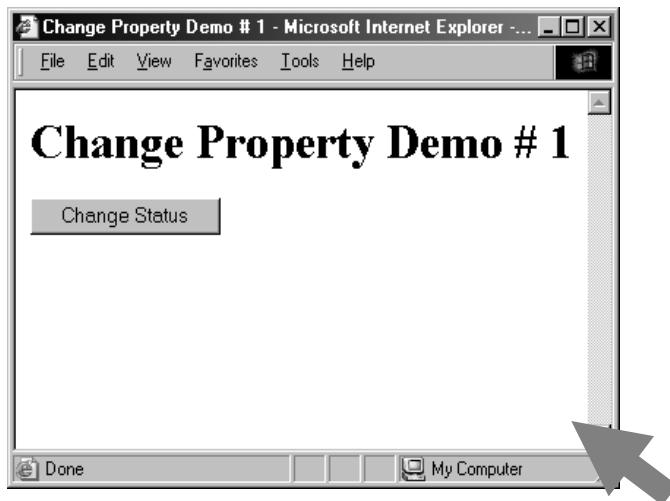 Change Property Demo # 1 - Microsoft Internet Explorer -...
File Edit View Favorites Tools Help
Change Property Demo # 1
Change Status
Done My Computer